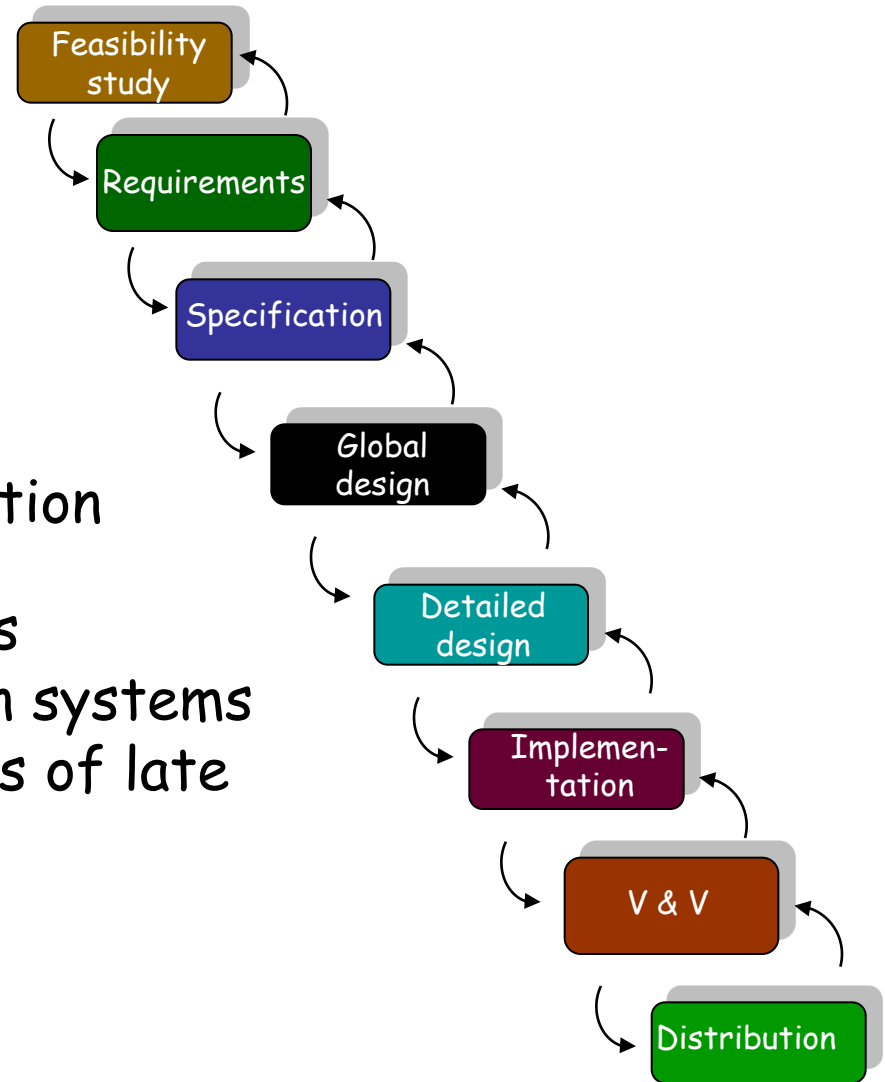 Feasibility
study
Requirements
Specification
Global
design
tion
s
n systems
s of late
Detailed
design
Implemen-
tation
V & V
Distribution